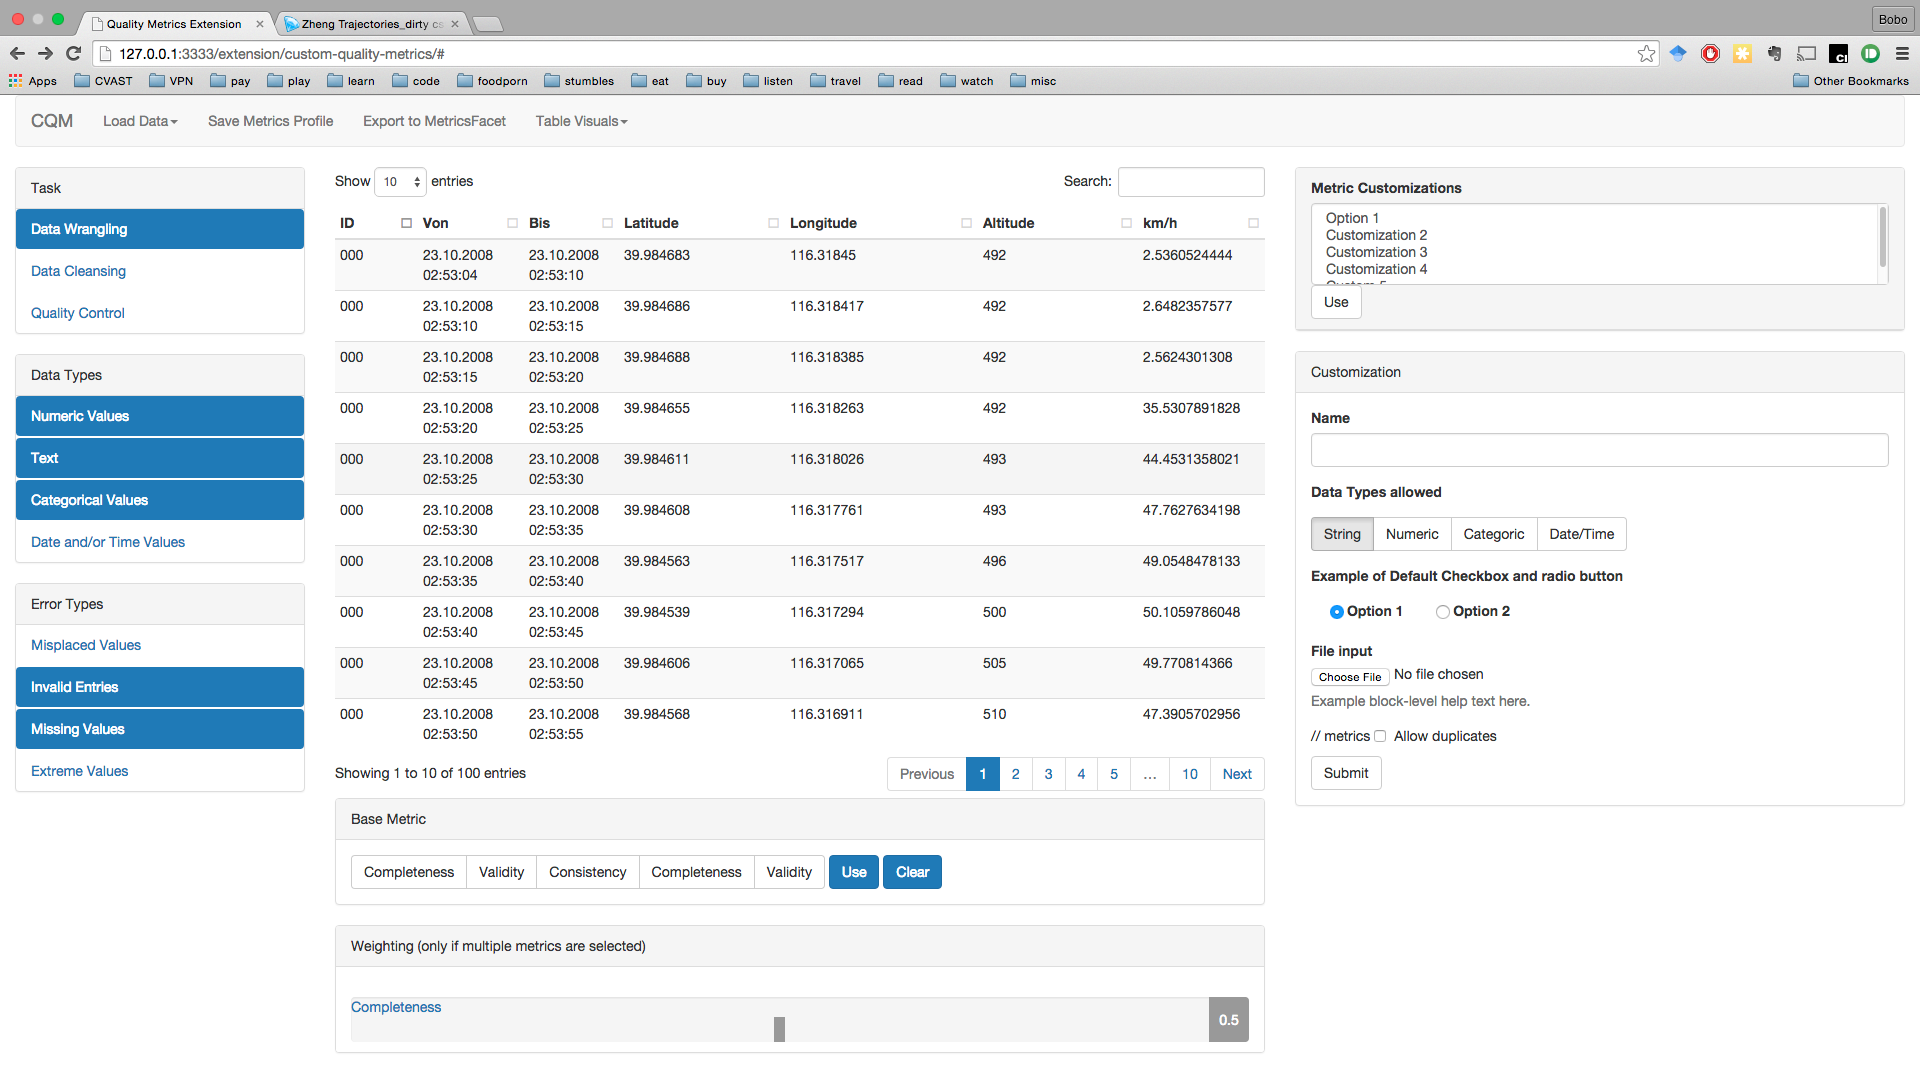 Quality Metrics Extension
Zheng Trajectories_dirty cs
Bobo
127.0.0.1:3333/extension/custom-quality-metrics/#
Apps CVAST VPN pay play learn code foodporn stumbles eat buy listen travel read watch misc Other Bookmarks
CQM Load Data Save Metrics Profile Export to MetricsFacet Table Visuals
Task
Data Wrangling
Data Cleansing
Quality Control
Data Types
Numeric Values
Text
Categorical Values
Date and/or Time Values
Error Types
Misplaced Values
Invalid Entries
Missing Values
Extreme Values
Show 10 entries Search:
ID Von Bis Latitude Longitude Altitude km/h
000 23.10.2008 23.10.2008 39.984683 116.31845 492 2.5360524444
02:53:04 02:53:10
000 23.10.2008 23.10.2008 39.984686 116.318417 492 2.6482357577
02:53:10 02:53:15
000 23.10.2008 23.10.2008 39.984688 116.318385 492 2.5624301308
02:53:15 02:53:20
000 23.10.2008 23.10.2008 39.984655 116.318263 492 35.5307891828
02:53:20 02:53:25
000 23.10.2008 23.10.2008 39.984611 116.318026 493 44.4531358021
02:53:25 02:53:30
000 23.10.2008 23.10.2008 39.984608 116.317761 493 47.7627634198
02:53:30 02:53:35
000 23.10.2008 23.10.2008 39.984563 116.317517 496 49.0548478133
02:53:35 02:53:40
000 23.10.2008 23.10.2008 39.984539 116.317294 500 50.1059786048
02:53:40 02:53:45
000 23.10.2008 23.10.2008 39.984606 116.317065 505 49.770814366
02:53:45 02:53:50
000 23.10.2008 23.10.2008 39.984568 116.316911 510 47.3905702956
02:53:50 02:53:55
Showing 1 to 10 of 100 entries Previous 1 2 3 4 5 … 10 Next
Base Metric
Completeness Validity Consistency Completeness Validity Use Clear
Weighting (only if multiple metrics are selected)
Completeness
0.5
Metric Customizations
Option 1
Customization 2
Customization 3
Customization 4
Custom 5
Use
Customization
Name
Data Types allowed
String Numeric Categoric Date/Time
Example of Default Checkbox and radio button
Option 1 Option 2
File input
Choose File No file chosen
Example block-level help text here.
// metrics Allow duplicates
Submit